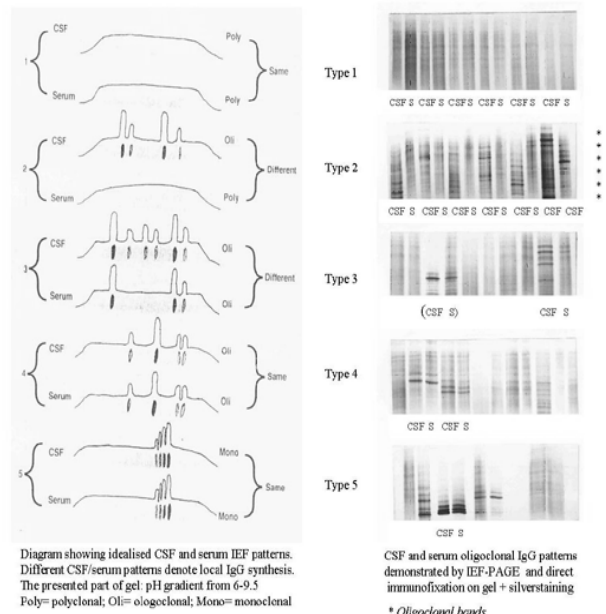 CSF
Poly
1
Same
Serum
Poly
CSF
Oli
2
Different
Serum
Poly
CSF
Oli
3
Different
Serum
Oli
CSF
Oli
4
Same
Serum
Oli
CSF
Mono
5
Same
Serum
Mono
Diagram showing idealised CSF and serum IEF patterns.
Different CSF/serum patterns denote local IgG synthesis.
The presented part of gel: pH gradient from 6-9.5
Poly= polyclonal; Oli= ologoclonal; Mono= monoclonal
Type 1
CSF S CSF S CSF S CSF S CSF S CSF S
Type 2
* * * * * *
CSF S CSF S CSF S CSF S CSF S CSF CSF
Type 3
(CSF S) CSF S
Type 4
CSF S CSF S
Type 5
CSF S
CSF and serum oligoclonal IgG patterns
demonstrated by IEF-PAGE and direct
immunofixation on gel + silverstaining
* Oligoclonal bands